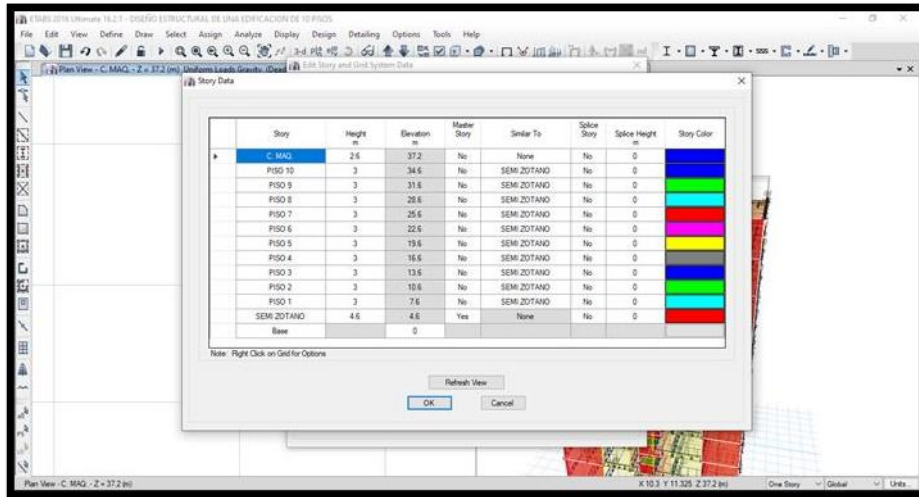 ETABS 2016 Ultimate 16.2.1 - DISEÑO ESTRUCTURAL DE UNA EDIFICACION DE 10 PISOS
File Edit View Define Draw Select Assign Analyze Display Design Detailing Options Tools Help
Plan View - C. MAQ. - Z = 37.2 (m) Uniform Loads Gravity (Dead
Edit Story and Grid System Data
Story Data
Story Height m Elevation m Master Story Similar To Splice Story Splice Height m Story Color
C. MAQ. 2.6 37.2 No None No 0
PISO 10 3 34.6 No SEMI ZOTANO No 0
PISO 9 3 31.6 No SEMI ZOTANO No 0
PISO 8 3 28.6 No SEMI ZOTANO No 0
PISO 7 3 25.6 No SEMI ZOTANO No 0
PISO 6 3 22.6 No SEMI ZOTANO No 0
PISO 5 3 19.6 No SEMI ZOTANO No 0
PISO 4 3 16.6 No SEMI ZOTANO No 0
PISO 3 3 13.6 No SEMI ZOTANO No 0
PISO 2 3 10.6 No SEMI ZOTANO No 0
PISO 1 3 7.6 No SEMI ZOTANO No 0
SEMI ZOTANO 4.6 4.6 Yes None No 0
Base 0
Note: Right Click on Grid for Options
Refresh View
OK Cancel
Plan View - C. MAQ. - Z = 37.2 (m) X 10.3 Y 11.325 Z 37.2 (m) One Story Global Units...